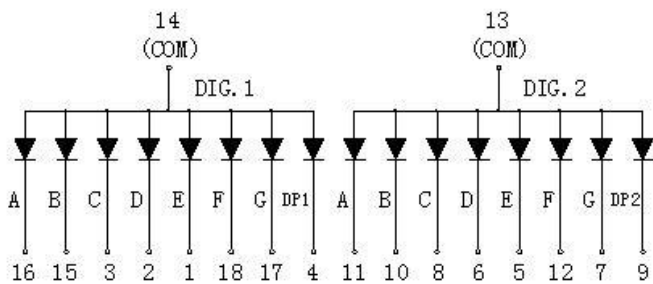 14 13
(COM) (COM)
DIG.1 DIG.2
A B C D E F G DP1 A B C D E F G DP2
16 15 3 2 1 18 17 4 11 10 8 6 5 12 7 9